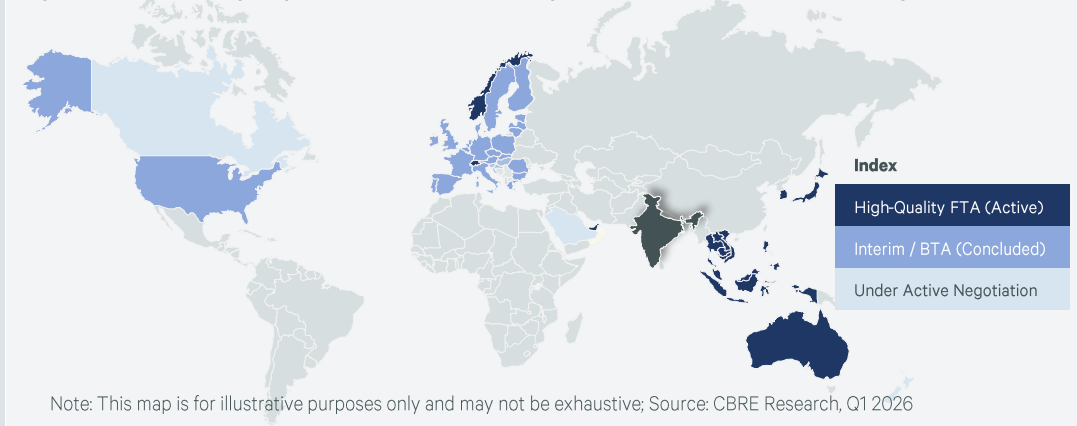 Index
High-Quality FTA (Active)
Interim / BTA (Concluded)
Under Active Negotiation
Note: This map is for illustrative purposes only and may not be exhaustive; Source: CBRE Research, Q1 2026